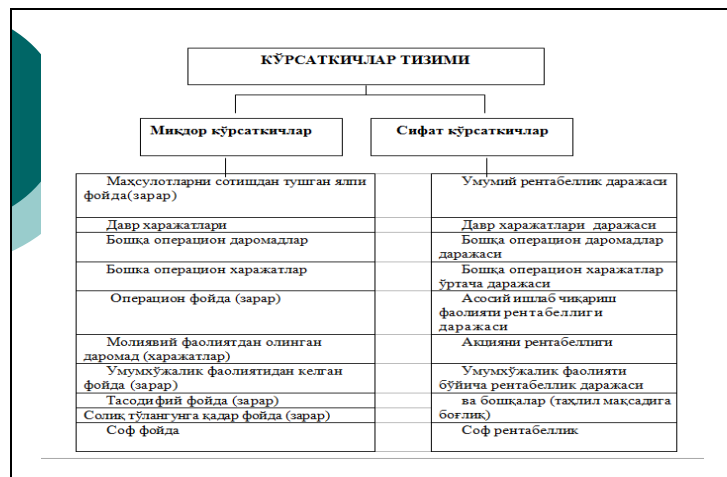 КЎРСАТКИЧЛАР ТИЗИМИ
Миқдор кўрсаткичлар
Сифат кўрсаткичлар
Маҳсулотларни сотишдан тушган ялпи
фойда(зарар)
Умумий рентабеллик даражаси
Давр харажатлари
Давр харажатлари даражаси
Бошқа операцион даромадлар
Бошқа операцион даромадлар
даражаси
Бошқа операцион харажатлар
Бошқа операцион харажатлар
ўртача даражаси
Операцион фойда (зарар)
Асосий ишлаб чиқариш
фаолияти рентабеллиги
даражаси
Молиявий фаолиятдан олинган
даромад (харажатлар)
Акцияни рентабеллиги
Умумхўжалик фаолиятидан келган
фойда (зарар)
Умумхўжалик фаолияти
бўйича рентабеллик даражаси
Тасодифий фойда (зарар)
Солиқ тўлангунга қадар фойда (зарар)
ва бошқалар (таҳлил мақсадига
боғлиқ)
Соф фойда
Соф рентабеллик